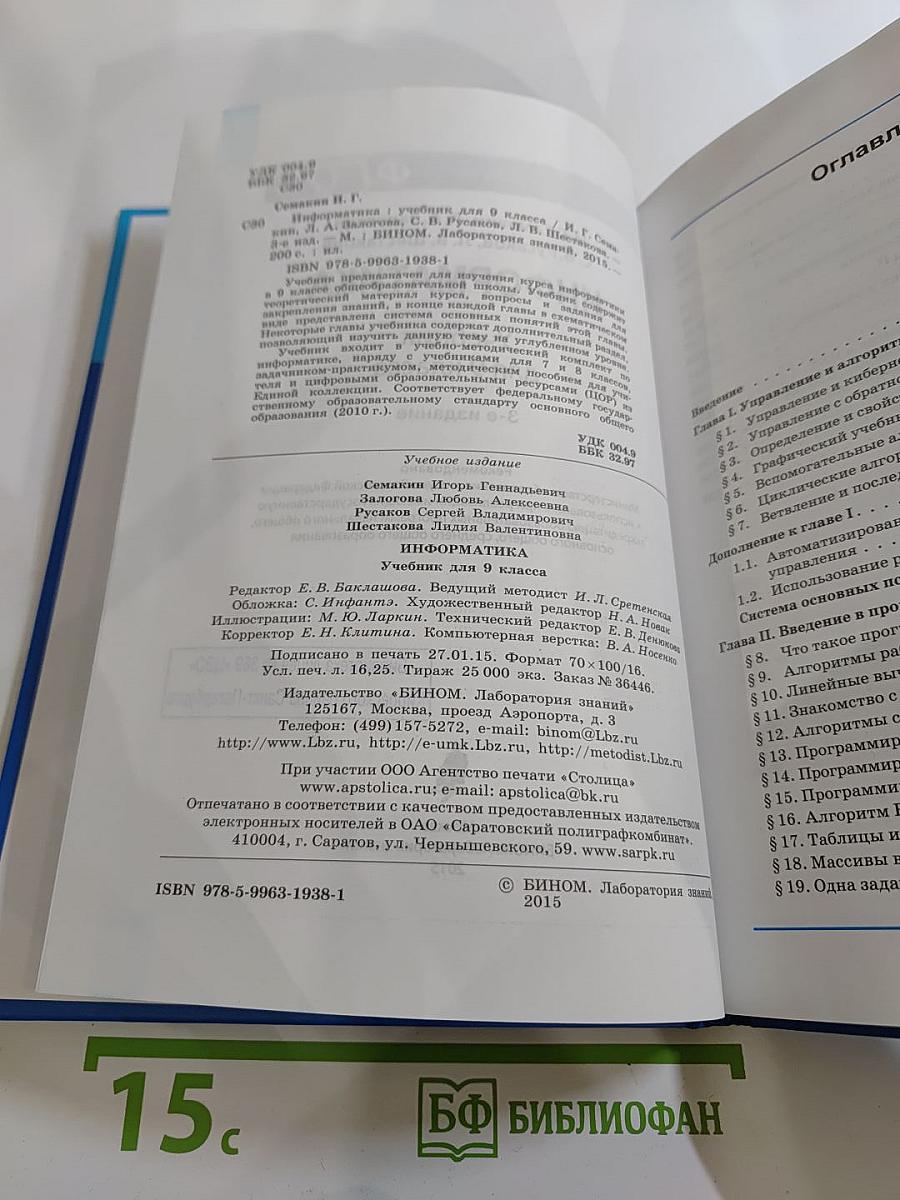 УДК 004.9
ББК 32.97
С30
Семакин И. Г.
С30 Информатика : учебник для 9 класса / И. Г. Сема-
кин, Л. А. Залогова, С. В. Русаков, Л. В. Шестакова. —
3-е изд. — М. : БИНОМ. Лаборатория знаний, 2015. —
200 с. : ил.
ISBN 978-5-9963-1938-1
Учебник предназначен для изучения курса информатики
в 9 классе общеобразовательной школы. Учебник содержит
теоретический материал курса, вопросы и задания для
закрепления знаний, в конце каждой главы в схематическом
виде представлена система основных понятий этой главы.
Некоторые главы учебника содержат дополнительный раздел,
позволяющий изучить данную тему на углубленном уровне.
Учебник входит в учебно-методический комплект по
информатике, наряду с учебниками для 7 и 8 классов,
задачником-практикумом, методическим пособием для учи-
теля и цифровыми образовательными ресурсами (ЦОР) из
Единой коллекции. Соответствует федеральному государ-
ственному образовательному стандарту основного общего
образования (2010 г.).
УДК 004.9
ББК 32.97
Учебное издание
Семакин Игорь Геннадьевич
Залогова Любовь Алексеевна
Русаков Сергей Владимирович
Шестакова Лидия Валентиновна
ИНФОРМАТИКА
Учебник для 9 класса
Редактор Е. В. Баклашова. Ведущий методист И. Л. Сретенская
Обложка: С. Инфантэ. Художественный редактор Н. А. Новак
Иллюстрации: М. Ю. Ларкин. Технический редактор Е. В. Денюкова
Корректор Е. Н. Клитина. Компьютерная верстка: В. А. Носенко
Подписано в печать 27.01.15. Формат 70×100/16.
Усл. печ. л. 16,25. Тираж 25 000 экз. Заказ № 36446.
Издательство «БИНОМ. Лаборатория знаний»
125167, Москва, проезд Аэропорта, д. 3
Телефон: (499) 157-5272, e-mail: binom@Lbz.ru
http://www.Lbz.ru, http://e-umk.Lbz.ru, http://metodist.Lbz.ru
При участии ООО Агентство печати «Столица»
www.apstolica.ru; e-mail: apstolica@bk.ru
Отпечатано в соответствии с качеством предоставленных издательством
электронных носителей в ОАО «Саратовский полиграфкомбинат».
410004, г. Саратов, ул. Чернышевского, 59. www.sarpk.ru
ISBN 978-5-9963-1938-1
© БИНОМ. Лаборатория знаний
2015
Оглавл
Введение . . . . . . .
Глава I. Управление и алгорит
§ 1. Управление и киберн
§ 2. Управление с обратно
§ 3. Определение и свойс
§ 4. Графический учебны
§ 5. Вспомогательные ал
§ 6. Циклические алгор
§ 7. Ветвление и послед
Дополнение к главе I . . . .
1.1. Автоматизирован
управления . . .
1.2. Использование р
Система основных по
Глава II. Введение в про
§ 8. Что такое прог
§ 9. Алгоритмы ра
§ 10. Линейные вы
§ 11. Знакомство с
§ 12. Алгоритмы с
§ 13. Программир
§ 14. Программир
§ 15. Программи
§ 16. Алгоритм
§ 17. Таблицы и
§ 18. Массивы в
§ 19. Одна зада
15 с
БФ БИБЛИОФАН